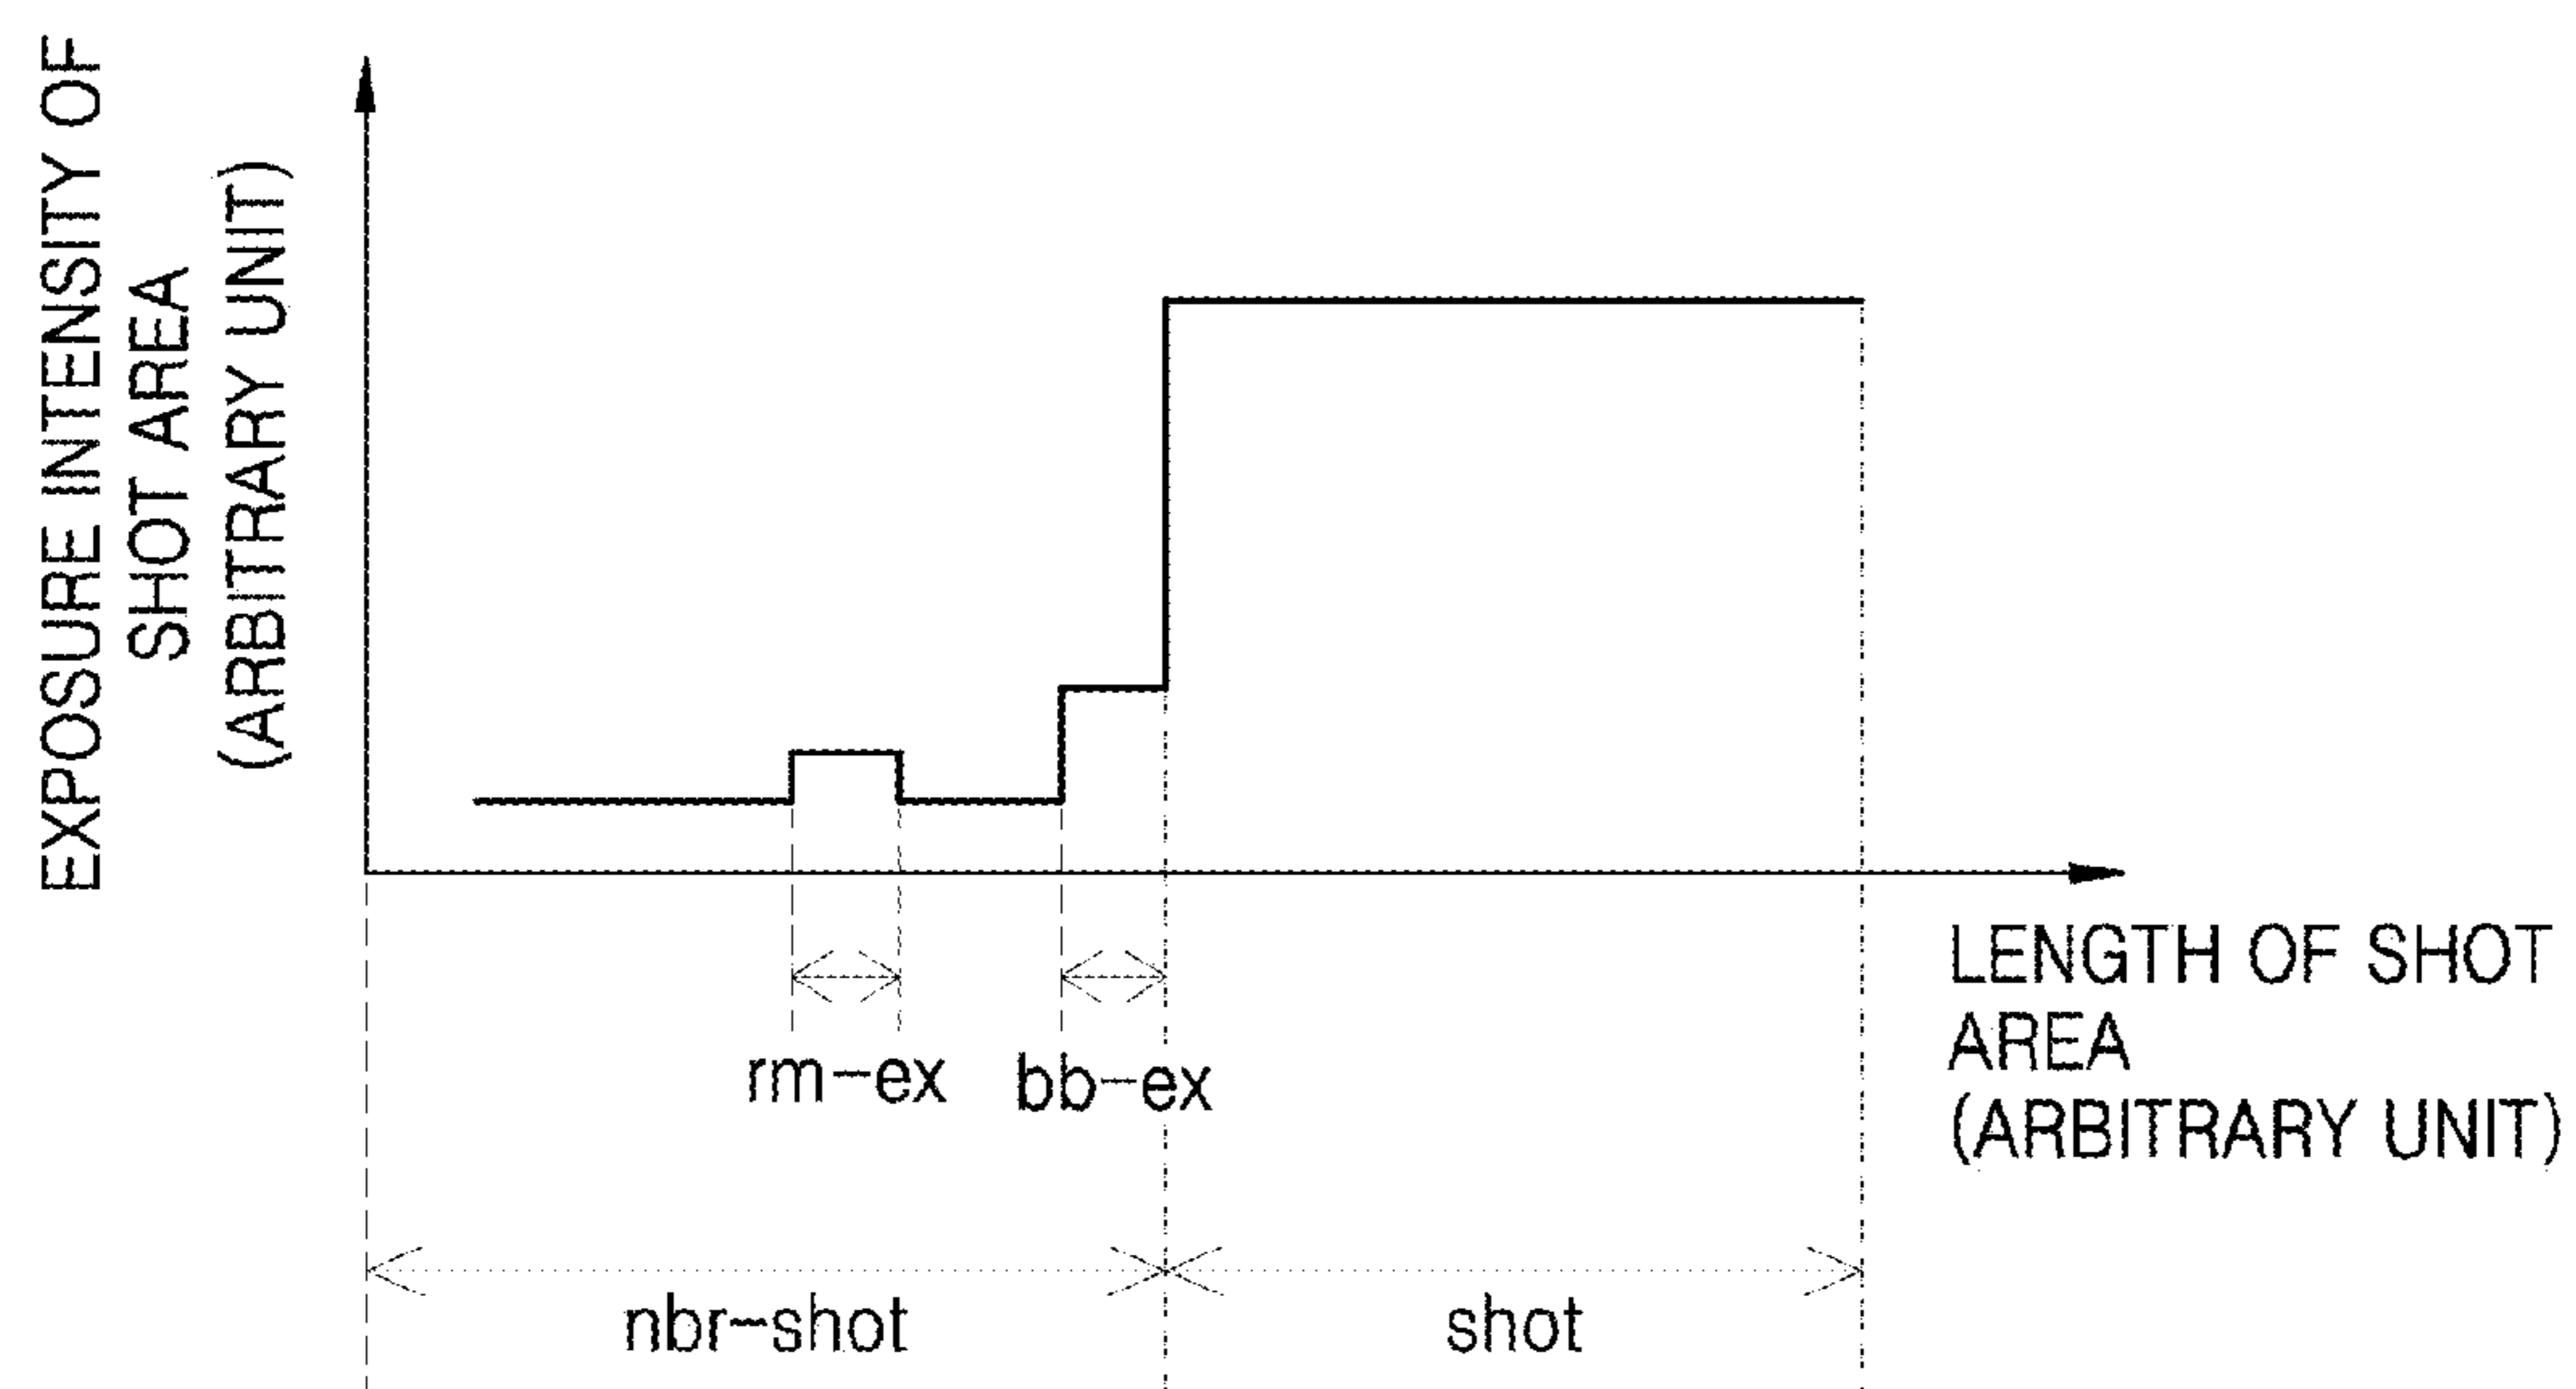 EXPOSURE INTENSITY OF
SHOT AREA
(ARBITRARY UNIT)
LENGTH OF SHOT
AREA
(ARBITRARY UNIT)
rm-ex
bb-ex
nbr-shot
shot